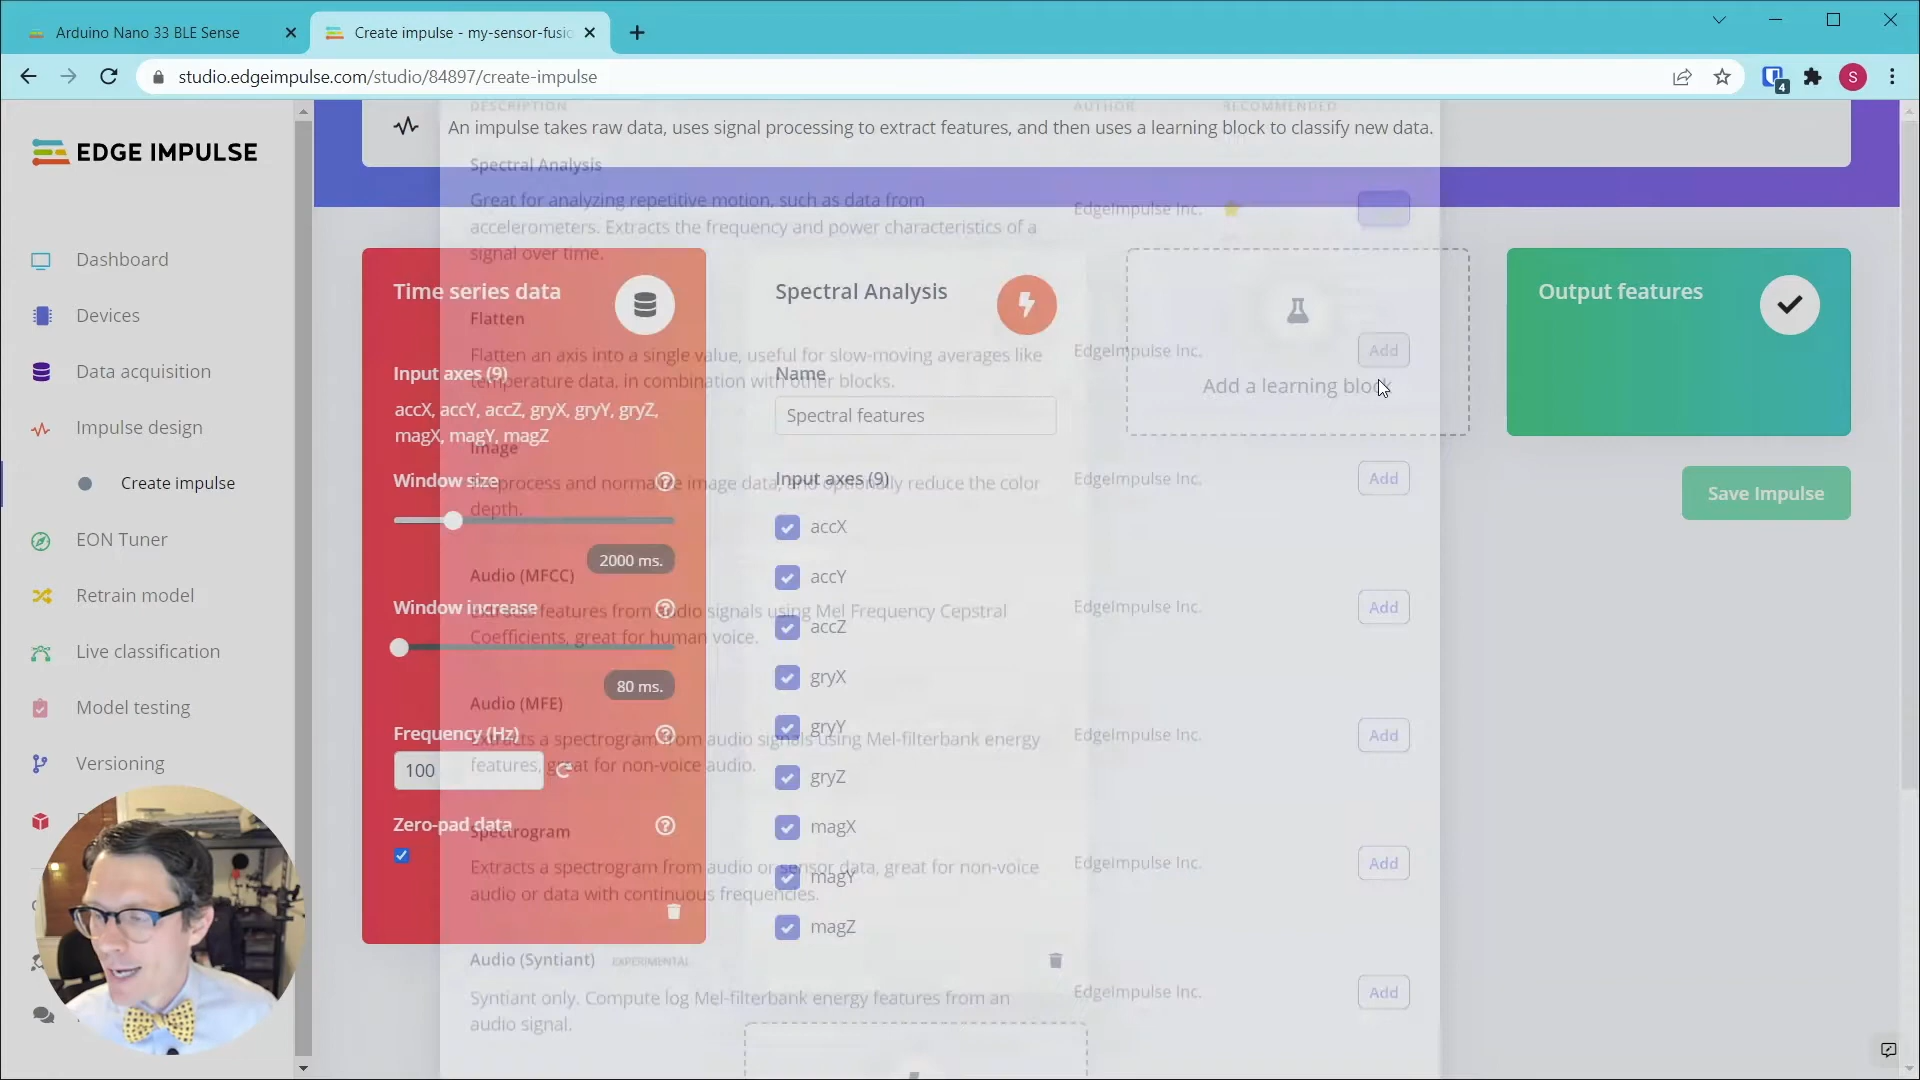 Arduino Nano 33 BLE Sense
Create impulse - my-sensor-fusio
studio.edgeimpulse.com/studio/84897/create-impulse
S
4
EDGE IMPULSE
Dashboard
Devices
Data acquisition
Impulse design
Create impulse
EON Tuner
Retrain model
Live classification
Model testing
Versioning
DESCRIPTION
AUTHOR
RECOMMENDED
An impulse takes raw data, uses signal processing to extract features, and then uses a learning block to classify new data.
Spectral Analysis
Great for analyzing repetitive motion, such as data from
accelerometers. Extracts the frequency and power characteristics of a
signal over time.
EdgeImpulse Inc.
Flatten
Flatten an axis into a single value, useful for slow-moving averages like
temperature data, in combination with other blocks.
EdgeImpulse Inc.
Add
Image
Preprocess and normalize image data, and optionally reduce the color
depth.
EdgeImpulse Inc.
Add
Audio (MFCC)
Extracts features from audio signals using Mel Frequency Cepstral
Coefficients, great for human voice.
EdgeImpulse Inc.
Add
Audio (MFE)
Extracts a spectrogram from audio signals using Mel-filterbank energy
features, great for non-voice audio.
EdgeImpulse Inc.
Add
Spectrogram
Extracts a spectrogram from audio or sensor data, great for non-voice
audio or data with continuous frequencies.
EdgeImpulse Inc.
Add
Audio (Syntiant) EXPERIMENTAL
Syntiant only. Compute log Mel-filterbank energy features from an
audio signal.
EdgeImpulse Inc.
Add
Time series data
Input axes (9)
accX, accY, accZ, gryX, gryY, gryZ,
magX, magY, magZ
Window size
2000 ms.
Window increase
80 ms.
Frequency (Hz)
100
Zero-pad data
Spectral Analysis
Name
Spectral features
Input axes (9)
accX
accY
accZ
gryX
gryY
gryZ
magX
magY
magZ
Add a learning block
Output features
Save Impulse